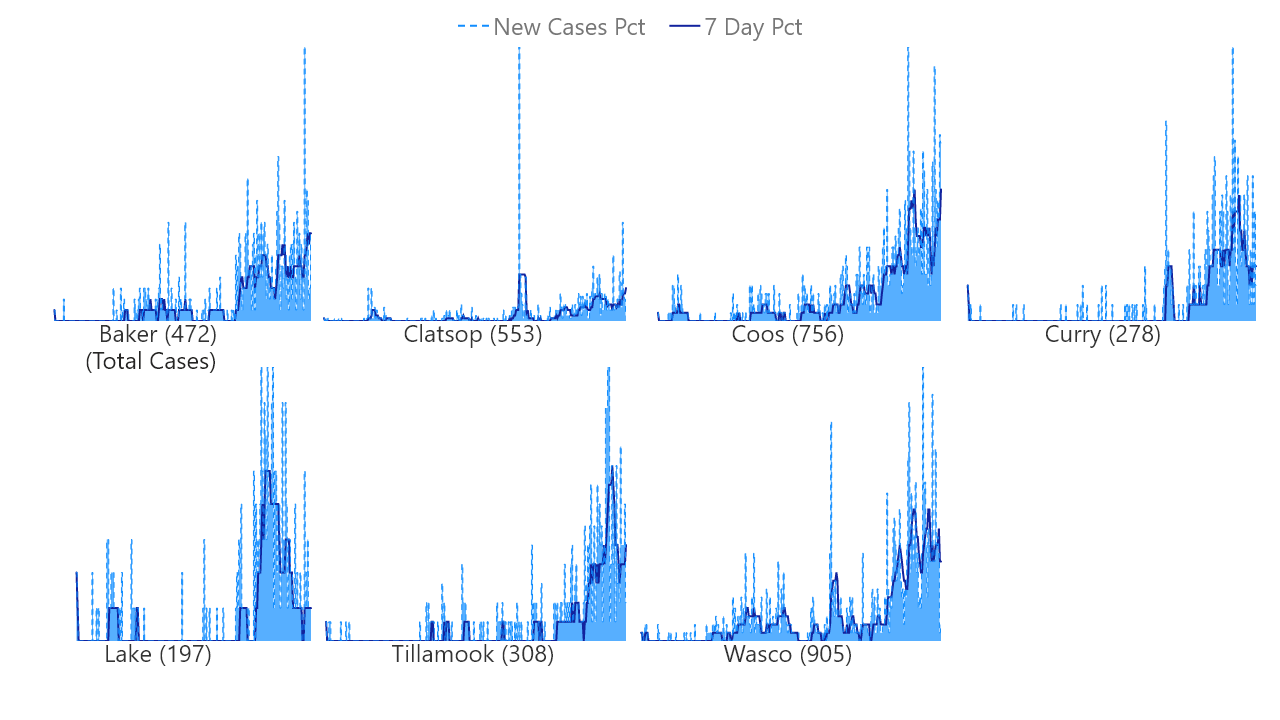 New Cases Pct 7 Day Pct
Baker (472) Clatsop (553) Coos (756) Curry (278)
(Total Cases)
Lake (197) Tillamook (308) Wasco (905)